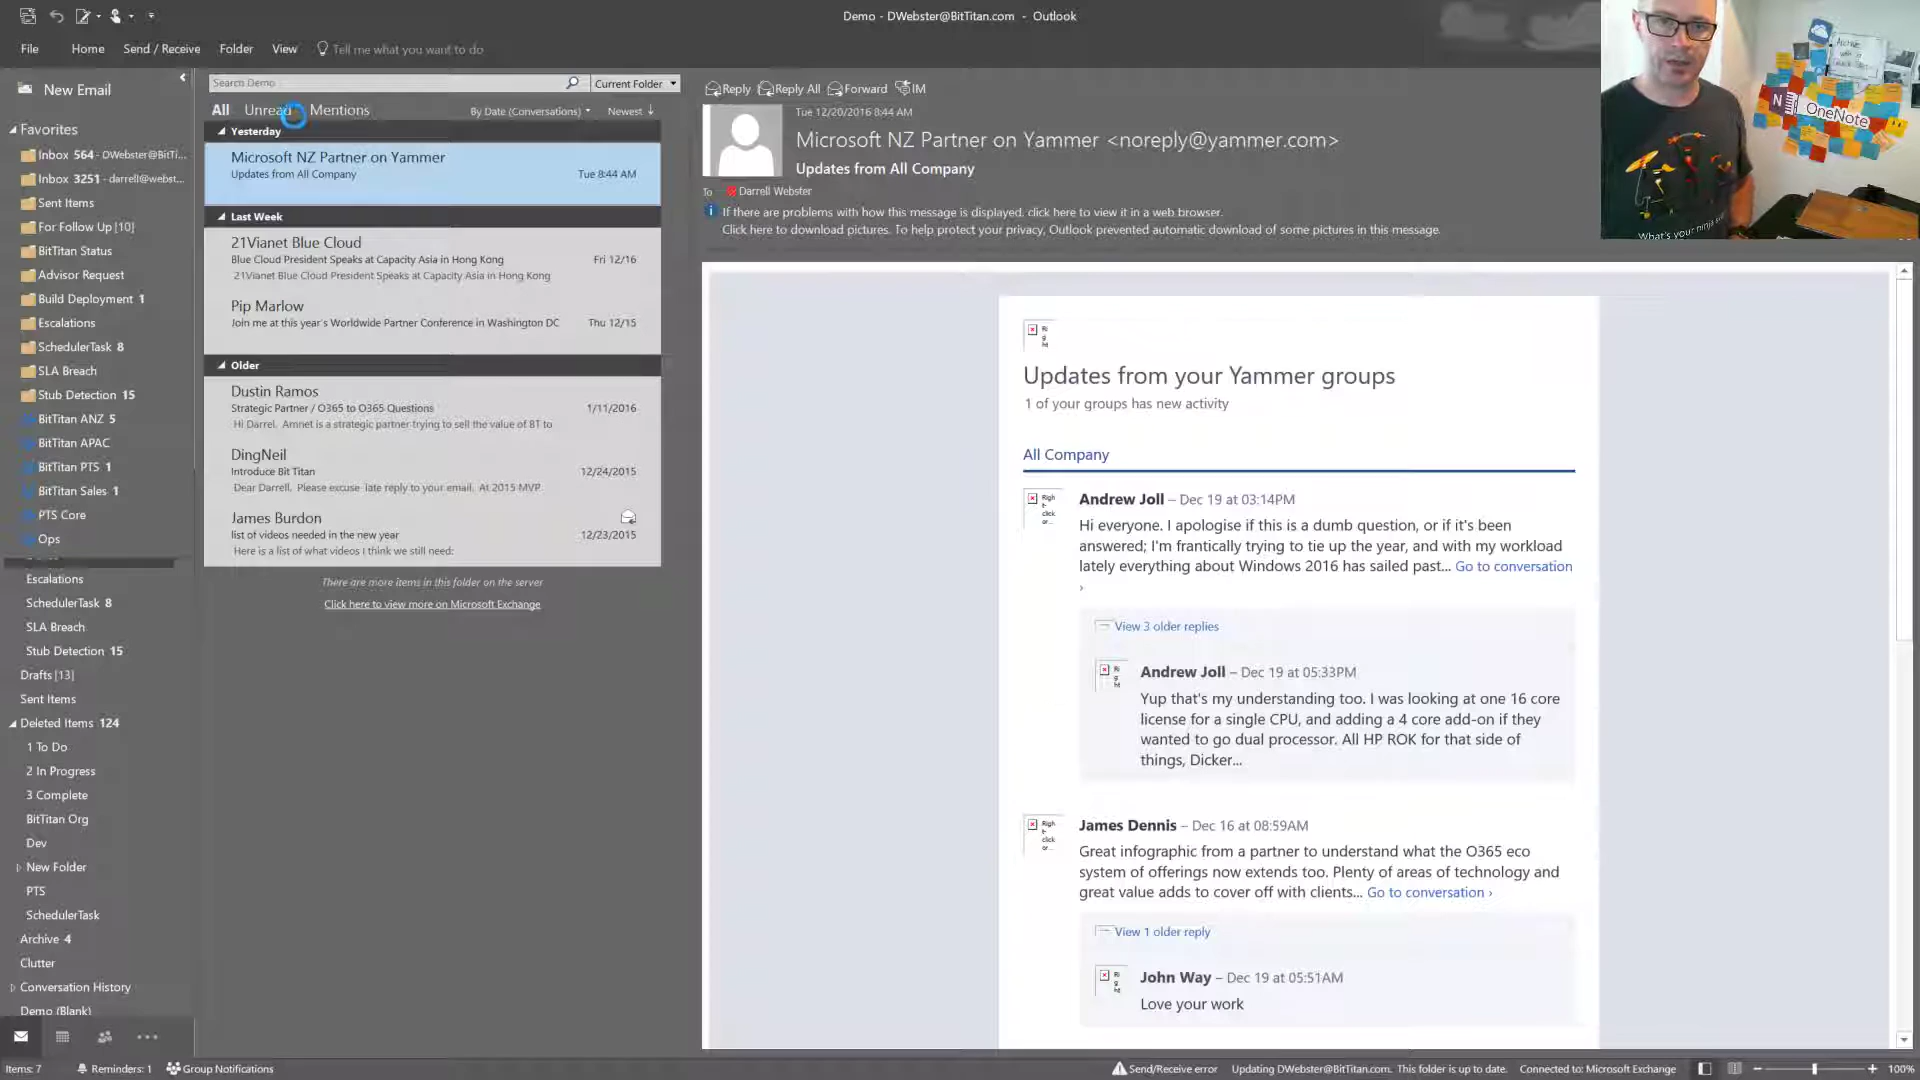 Demo - DWebster@BitTitan.com - Outlook
File Home Send / Receive Folder View Tell me what you want to do
New Email
Favorites
Inbox 564 - DWebster@BitTi...
Inbox 3251 - darrell@webst...
Sent Items
For Follow Up [10]
BitTitan Status
Advisor Request
Build Deployment 1
Escalations
SchedulerTask 8
SLA Breach
Stub Detection 15
BitTitan ANZ 5
BitTitan APAC
BitTitan PTS 1
BitTitan Sales 1
PTS Core
Ops
Escalations
SchedulerTask 8
SLA Breach
Stub Detection 15
Drafts [13]
Sent Items
Deleted Items 124
1 To Do
2 In Progress
3 Complete
BitTitan Org
Dev
New Folder
PTS
SchedulerTask
Archive 4
Clutter
Conversation History
Demo (Blank)
Search Demo
Current Folder
All Unread Mentions
By Date (Conversations) Newest
Yesterday
Microsoft NZ Partner on Yammer
Updates from All Company Tue 8:44 AM
Last Week
21Vianet Blue Cloud
Blue Cloud President Speaks at Capacity Asia in Hong Kong Fri 12/16
21Vianet Blue Cloud President Speaks at Capacity Asia in Hong Kong
Pip Marlow
Join me at this year's Worldwide Partner Conference in Washington DC Thu 12/15
Older
Dustin Ramos
Strategic Partner / O365 to O365 Questions 1/11/2016
Hi Darrel. Amnet is a strategic partner trying to sell the value of BT to
DingNeil
Introduce Bit Titan 12/24/2015
Dear Darrell. Please excuse late reply to your email. At 2015 MVP.
James Burdon
list of videos needed in the new year 12/23/2015
Here is a list of what videos I think we still need:
There are more items in this folder on the server
Click here to view more on Microsoft Exchange
Reply Reply All Forward IM
Tue 12/20/2016 8:44 AM
Microsoft NZ Partner on Yammer <noreply@yammer.com>
Updates from All Company
To Darrell Webster
If there are problems with how this message is displayed, click here to view it in a web browser.
Click here to download pictures. To help protect your privacy, Outlook prevented automatic download of some pictures in this message.
Updates from your Yammer groups
1 of your groups has new activity
All Company
Andrew Joll – Dec 19 at 03:14PM
Hi everyone. I apologise if this is a dumb question, or if it's been
answered; I'm frantically trying to tie up the year, and with my workload
lately everything about Windows 2016 has sailed past... Go to conversation
›
View 3 older replies
Andrew Joll – Dec 19 at 05:33PM
Yup that's my understanding too. I was looking at one 16 core
license for a single CPU, and adding a 4 core add-on if they
wanted to go dual processor. All HP ROK for that side of
things, Dicker...
James Dennis – Dec 16 at 08:59AM
Great infographic from a partner to understand what the O365 eco
system of offerings now extends too. Plenty of areas of technology and
great value adds to cover off with clients... Go to conversation ›
View 1 older reply
John Way – Dec 19 at 05:51AM
Love your work
OneNote
What's your ninja
Items: 7 Reminders: 1 Group Notifications
Send/Receive error Updating DWebster@BitTitan.com. This folder is up to date. Connected to: Microsoft Exchange 100%